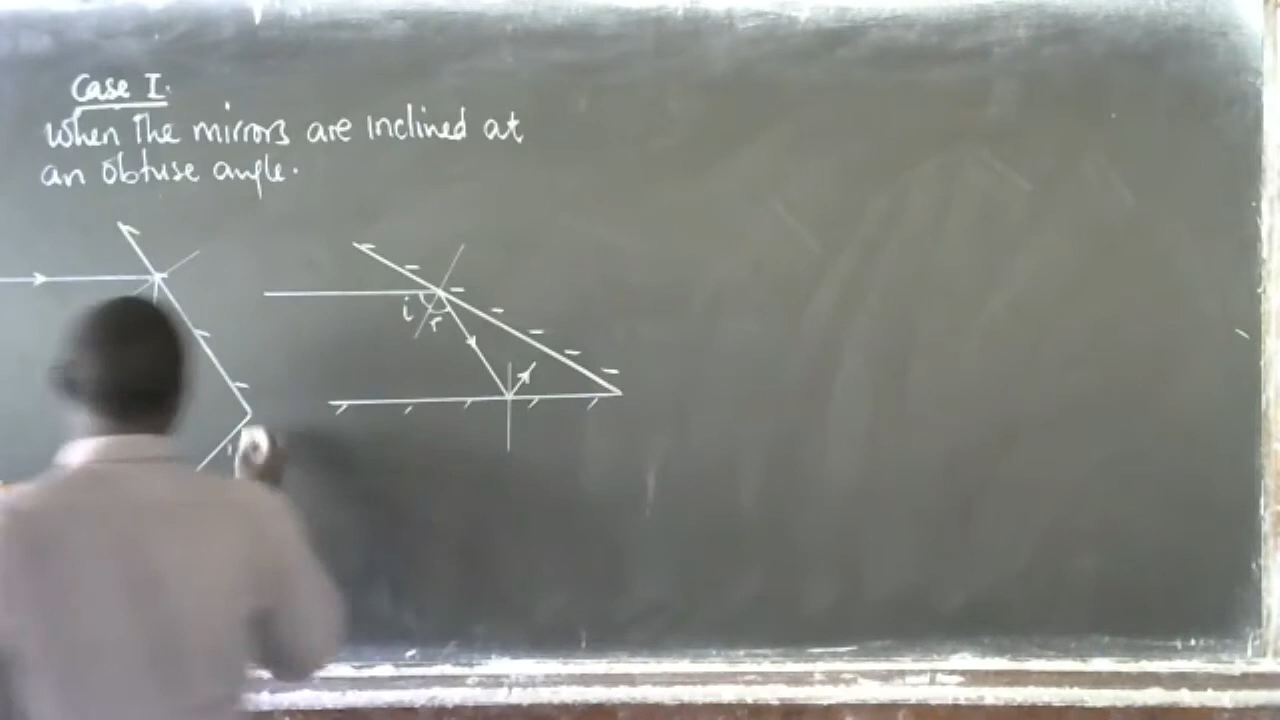 Case I.
When The mirrors are inclined at
an obtuse angle.
i
r